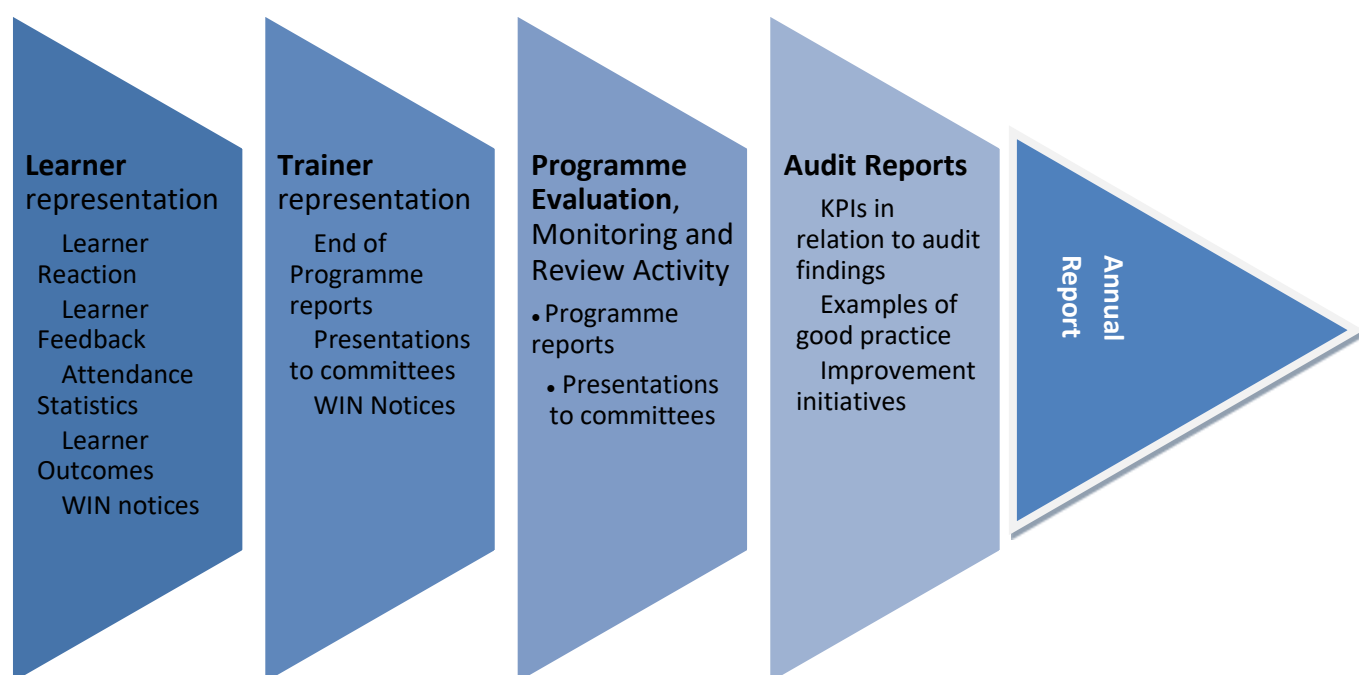 Learner
representation
Learner
Reaction
Learner
Feedback
Attendance
Statistics
Learner
Outcomes
WIN notices
Trainer
representation
End of
Programme
reports
Presentations
to committees
WIN Notices
Programme
Evaluation,
Monitoring and
Review Activity
• Programme
reports
• Presentations
to committees
Audit Reports
KPIs in
relation to audit
findings
Examples of
good practice
Improvement
initiatives
Annual
Report